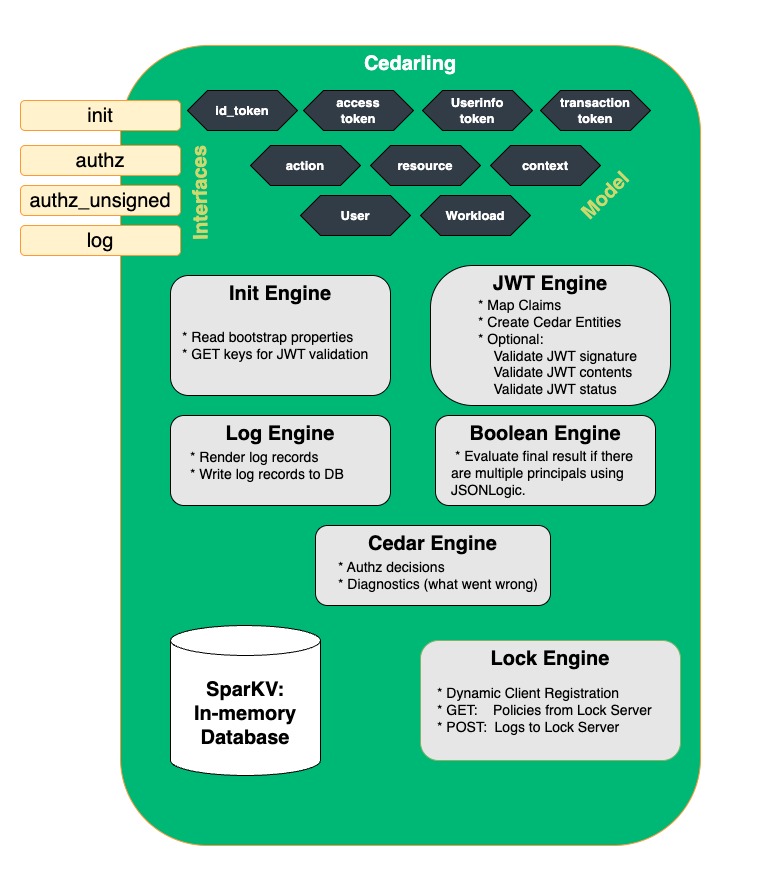 Cedarling
init
authz
authz_unsigned
log
Interfaces
id_token
access
token
Userinfo
token
transaction
token
action
resource
context
User
Workload
Model
Init Engine
* Read bootstrap properties
* GET keys for JWT validation
JWT Engine
* Map Claims
* Create Cedar Entities
* Optional:
Validate JWT signature
Validate JWT contents
Validate JWT status
Log Engine
* Render log records
* Write log records to DB
Boolean Engine
* Evaluate final result if there
are multiple principals using
JSONLogic.
Cedar Engine
* Authz decisions
* Diagnostics (what went wrong)
SparKV:
In-memory
Database
Lock Engine
* Dynamic Client Registration
* GET: Policies from Lock Server
* POST: Logs to Lock Server